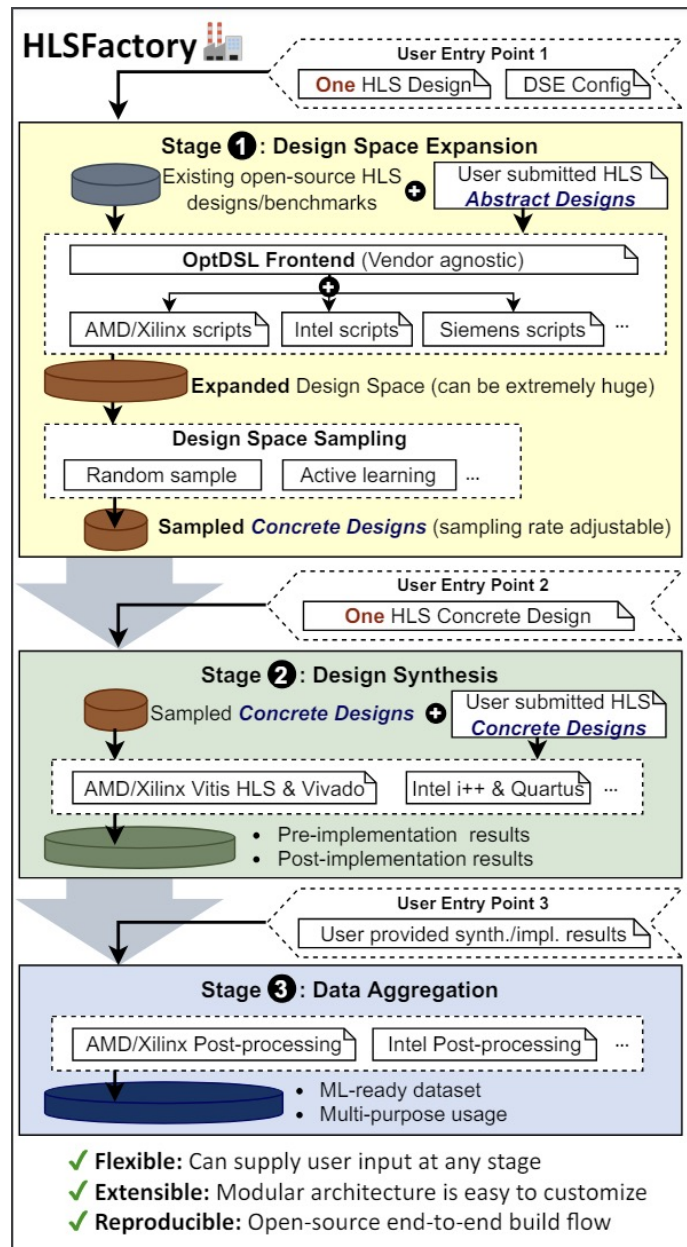 HLSFactory
User Entry Point 1
One HLS Design
DSE Config
Stage 1: Design Space Expansion
Existing open-source HLS
designs/benchmarks
User submitted HLS
Abstract Designs
OptDSL Frontend (Vendor agnostic)
AMD/Xilinx scripts
Intel scripts
Siemens scripts
...
Expanded Design Space (can be extremely huge)
Design Space Sampling
Random sample
Active learning
...
Sampled Concrete Designs (sampling rate adjustable)
User Entry Point 2
One HLS Concrete Design
Stage 2: Design Synthesis
Sampled Concrete Designs
User submitted HLS
Concrete Designs
AMD/Xilinx Vitis HLS & Vivado
Intel i++ & Quartus
...
• Pre-implementation results
• Post-implementation results
User Entry Point 3
User provided synth./impl. results
Stage 3: Data Aggregation
AMD/Xilinx Post-processing
Intel Post-processing
...
• ML-ready dataset
• Multi-purpose usage
✓ Flexible: Can supply user input at any stage
✓ Extensible: Modular architecture is easy to customize
✓ Reproducible: Open-source end-to-end build flow